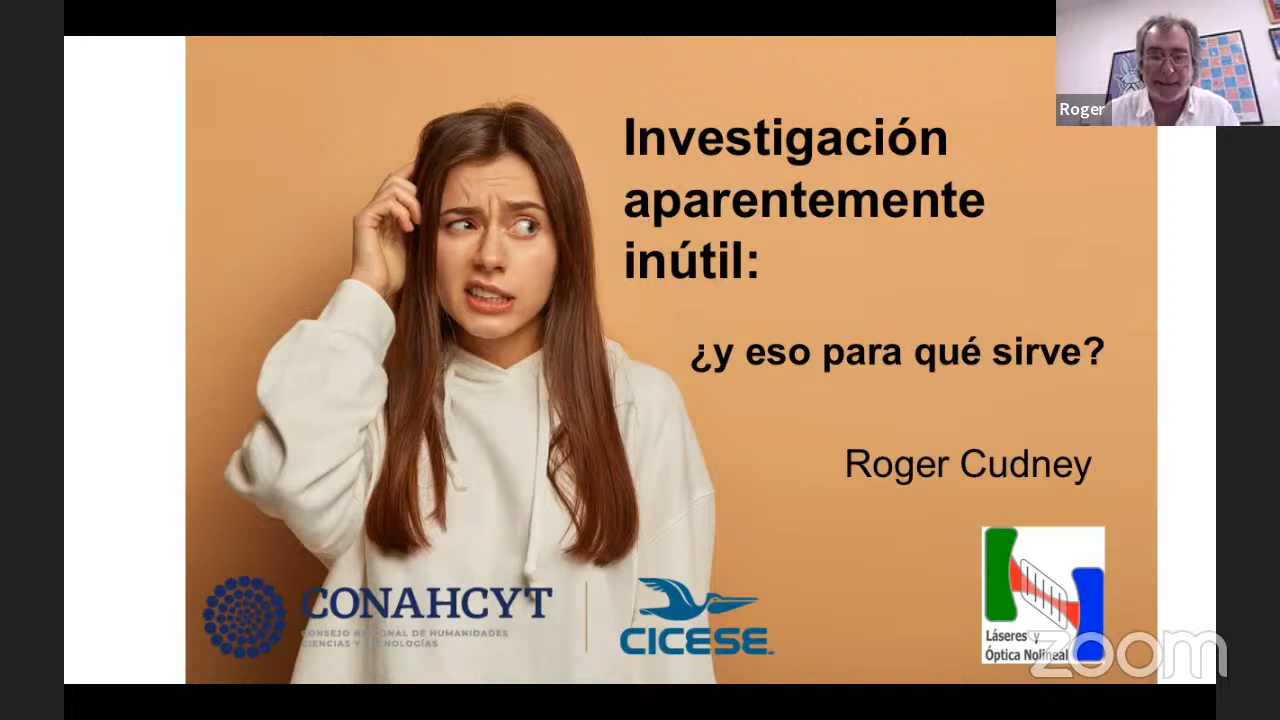 Roger
Investigación
aparentemente
inútil:
¿y eso para qué sirve?
Roger Cudney
CONAHCYT
CONSEJO NACIONAL DE HUMANIDADES
CIENCIAS Y TECNOLOGÍAS
CICESE
Láseres y
Óptica Nolineal
zoom